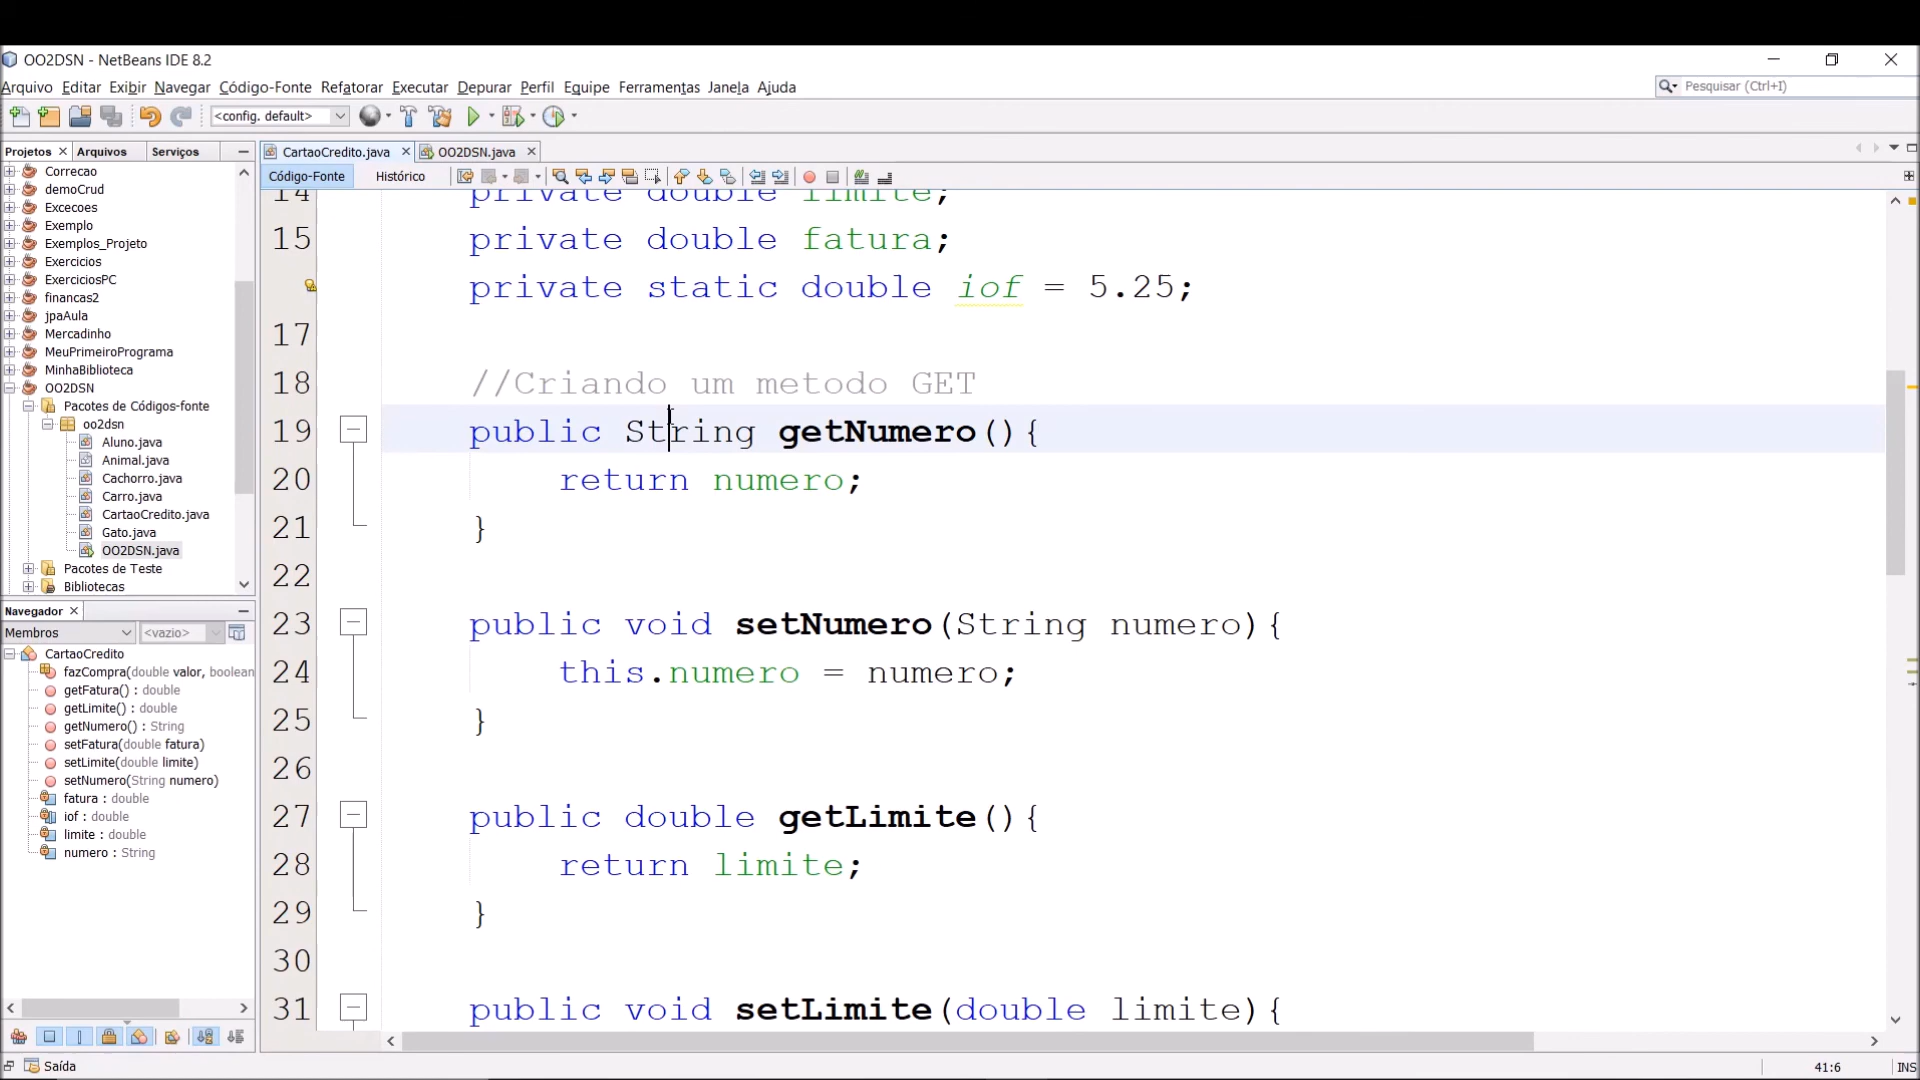 OO2DSN - NetBeans IDE 8.2
Arquivo Editar Exibir Navegar Código-Fonte Refatorar Executar Depurar Perfil Equipe Ferramentas Janela Ajuda
Pesquisar (Ctrl+I)
<config. default>
Projetos Arquivos Serviços
CartaoCredito.java OO2DSN.java
Código-Fonte Histórico
Correcao
demoCrud
Excecoes
Exemplo
Exemplos_Projeto
Exercicios
ExerciciosPC
financas2
jpaAula
Mercadinho
MeuPrimeiroPrograma
MinhaBiblioteca
OO2DSN
Pacotes de Códigos-fonte
oo2dsn
Aluno.java
Animal.java
Cachorro.java
Carro.java
CartaoCredito.java
Gato.java
OO2DSN.java
Pacotes de Teste
Bibliotecas
Navegador
Membros <vazio>
CartaoCredito
fazCompra(double valor, boolean
getFatura() : double
getLimite() : double
getNumero() : String
setFatura(double fatura)
setLimite(double limite)
setNumero(String numero)
fatura : double
iof : double
limite : double
numero : String
14 private double limite;
15 private double fatura;
private static double iof = 5.25;
17
18 //Criando um metodo GET
19 public String getNumero(){
20 return numero;
21 }
22
23 public void setNumero(String numero){
24 this.numero = numero;
25 }
26
27 public double getLimite(){
28 return limite;
29 }
30
31 public void setLimite(double limite){
Saída
41:6 INS